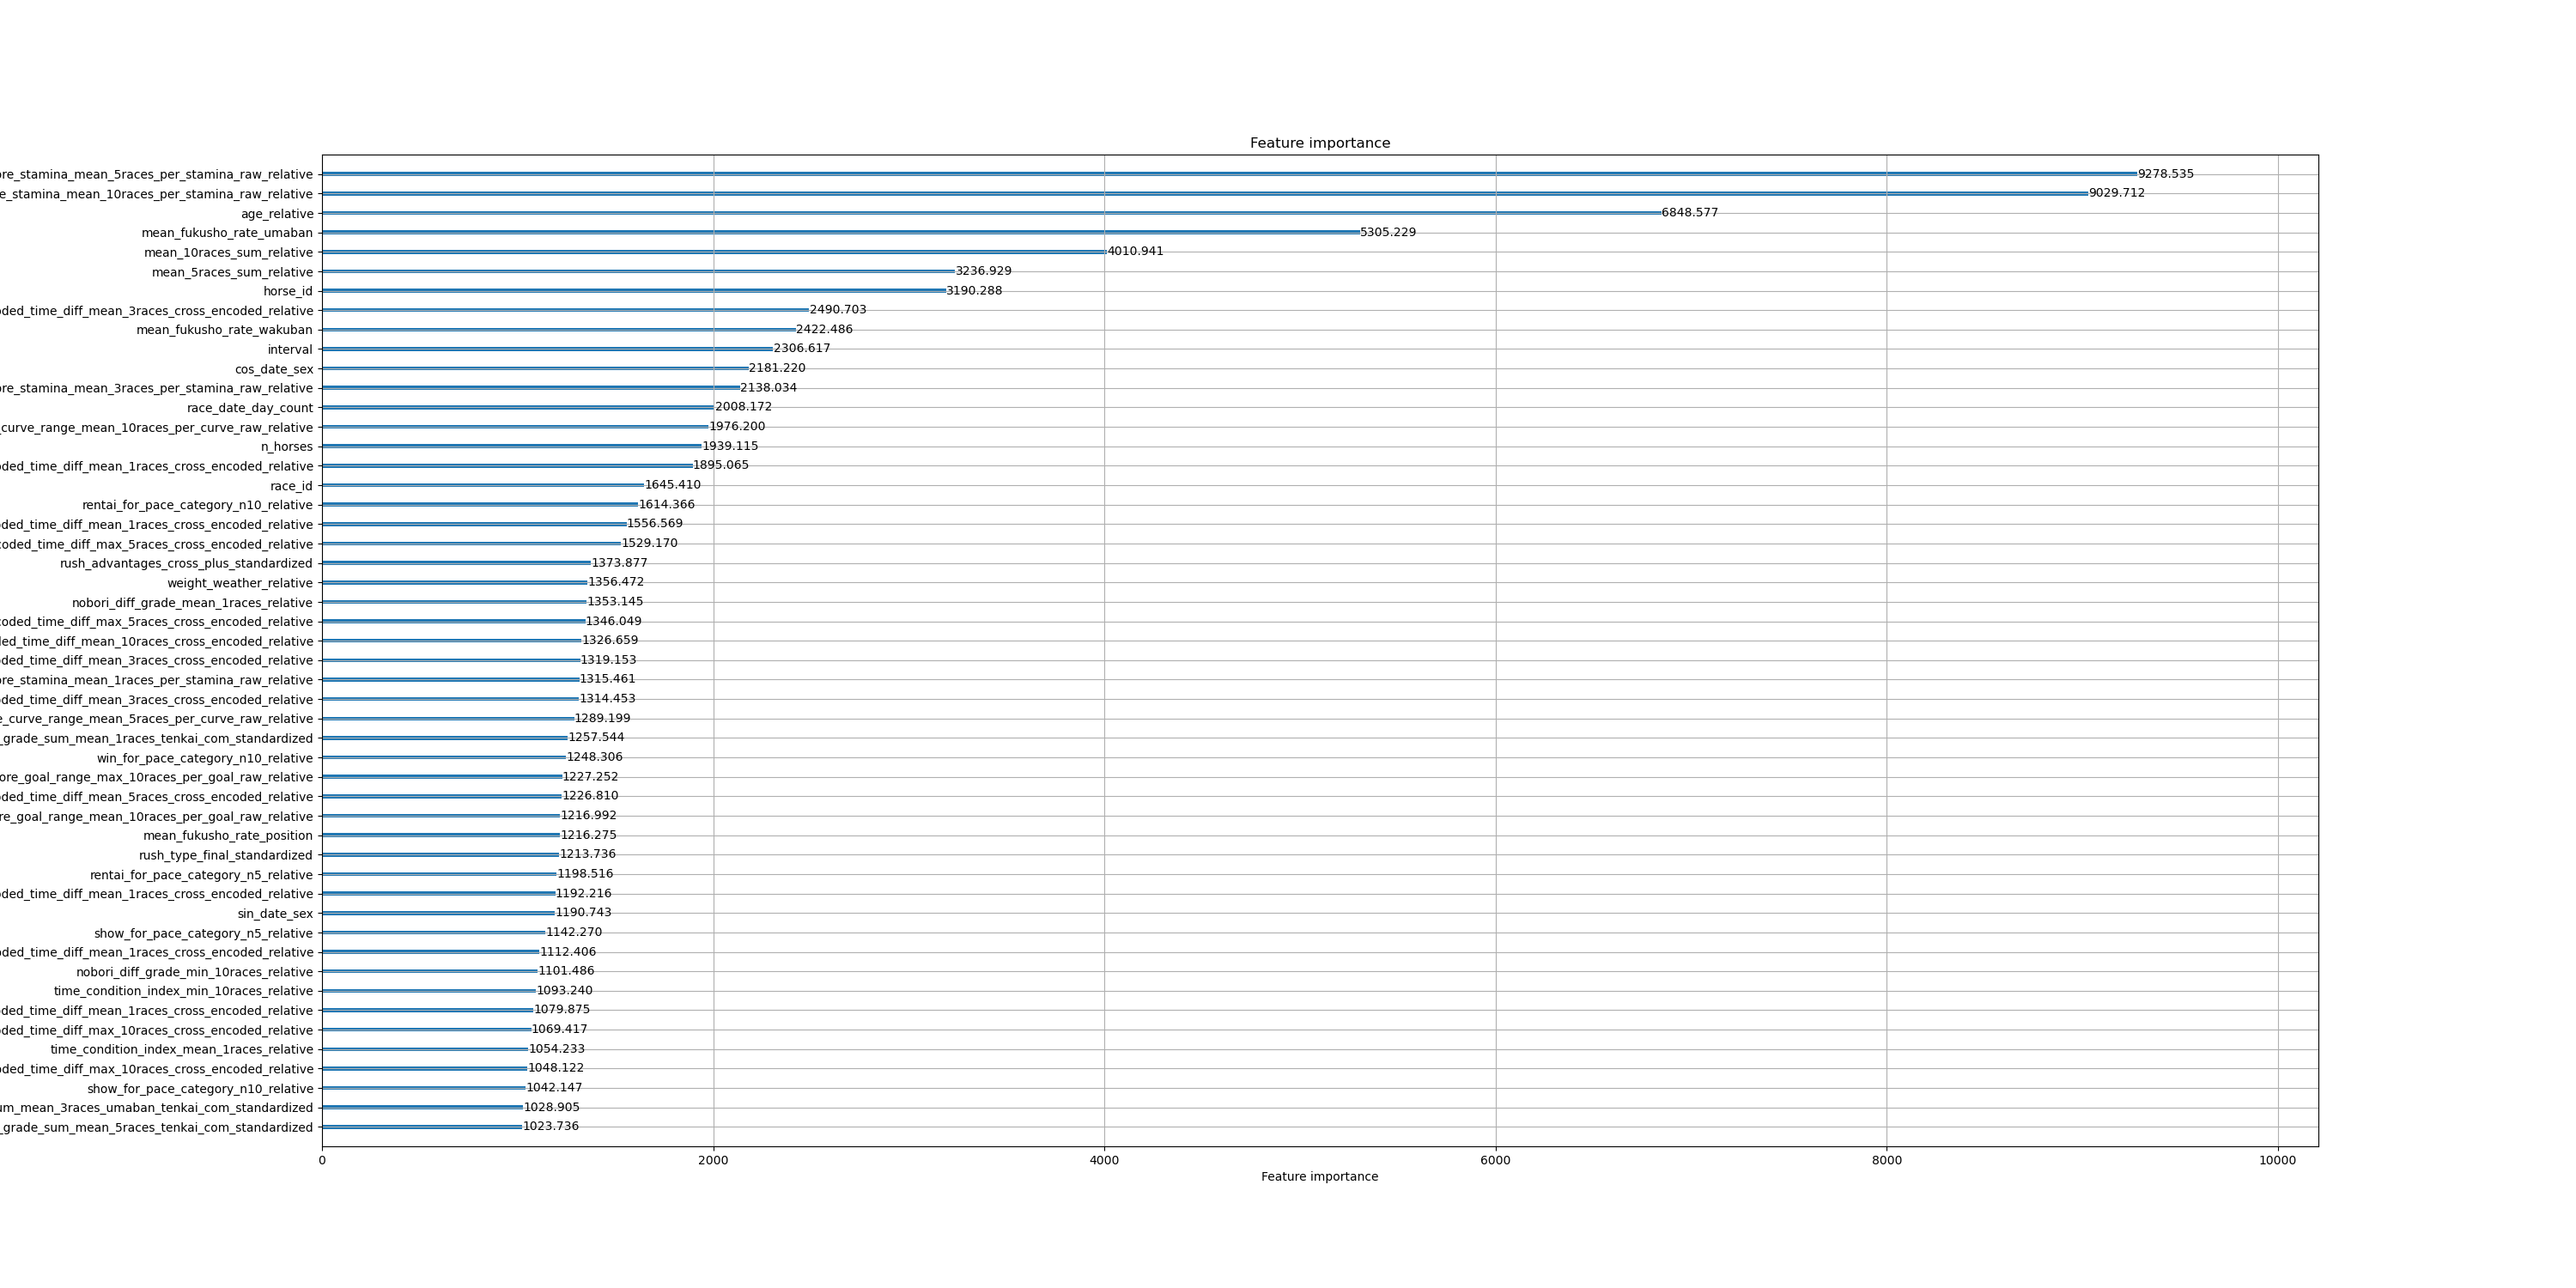 Feature importance
ore_stamina_mean_5races_per_stamina_raw_relative 9278.535
e_stamina_mean_10races_per_stamina_raw_relative 9029.712
age_relative 6848.577
mean_fukusho_rate_umaban 5305.229
mean_10races_sum_relative 4010.941
mean_5races_sum_relative 3236.929
horse_id 3190.288
ded_time_diff_mean_3races_cross_encoded_relative 2490.703
mean_fukusho_rate_wakuban 2422.486
interval 2306.617
cos_date_sex 2181.220
ore_stamina_mean_3races_per_stamina_raw_relative 2138.034
race_date_day_count 2008.172
_curve_range_mean_10races_per_curve_raw_relative 1976.200
n_horses 1939.115
ded_time_diff_mean_1races_cross_encoded_relative 1895.065
race_id 1645.410
rentai_for_pace_category_n10_relative 1614.366
ded_time_diff_mean_1races_cross_encoded_relative 1556.569
coded_time_diff_max_5races_cross_encoded_relative 1529.170
rush_advantages_cross_plus_standardized 1373.877
weight_weather_relative 1356.472
nobori_diff_grade_mean_1races_relative 1353.145
coded_time_diff_max_5races_cross_encoded_relative 1346.049
led_time_diff_mean_10races_cross_encoded_relative 1326.659
ded_time_diff_mean_3races_cross_encoded_relative 1319.153
ore_stamina_mean_1races_per_stamina_raw_relative 1315.461
ded_time_diff_mean_3races_cross_encoded_relative 1314.453
e_curve_range_mean_5races_per_curve_raw_relative 1289.199
_grade_sum_mean_1races_tenkai_com_standardized 1257.544
win_for_pace_category_n10_relative 1248.306
ore_goal_range_max_10races_per_goal_raw_relative 1227.252
ded_time_diff_mean_5races_cross_encoded_relative 1226.810
re_goal_range_mean_10races_per_goal_raw_relative 1216.992
mean_fukusho_rate_position 1216.275
rush_type_final_standardized 1213.736
rentai_for_pace_category_n5_relative 1198.516
ded_time_diff_mean_1races_cross_encoded_relative 1192.216
sin_date_sex 1190.743
show_for_pace_category_n5_relative 1142.270
ded_time_diff_mean_1races_cross_encoded_relative 1112.406
nobori_diff_grade_min_10races_relative 1101.486
time_condition_index_min_10races_relative 1093.240
ded_time_diff_mean_1races_cross_encoded_relative 1079.875
ded_time_diff_max_10races_cross_encoded_relative 1069.417
time_condition_index_mean_1races_relative 1054.233
ded_time_diff_max_10races_cross_encoded_relative 1048.122
show_for_pace_category_n10_relative 1042.147
um_mean_3races_umaban_tenkai_com_standardized 1028.905
_grade_sum_mean_5races_tenkai_com_standardized 1023.736
0 2000 4000 6000 8000 10000
Feature importance